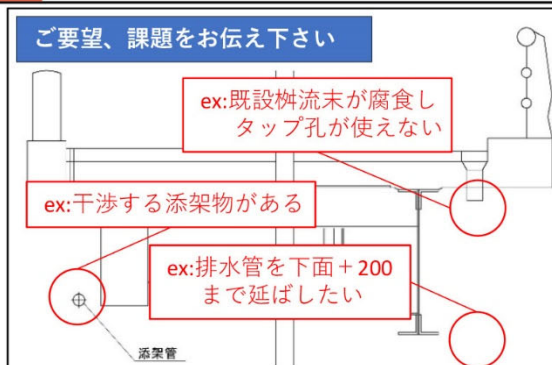 ご要望、課題をお伝え下さい
ex:既設桝流末が腐食し
タップ孔が使えない
ex:干渉する添架物がある
ex:排水管を下面+200
まで延ばしたい
添架管